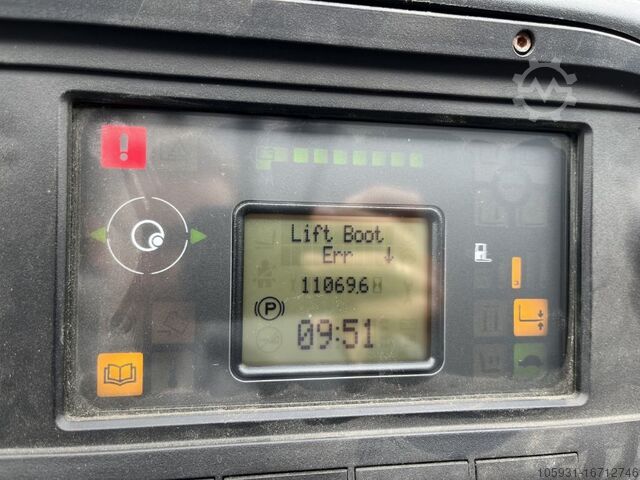 Lift Boot
Err ↓
11069.6
(P)
09:51
105931-16712746